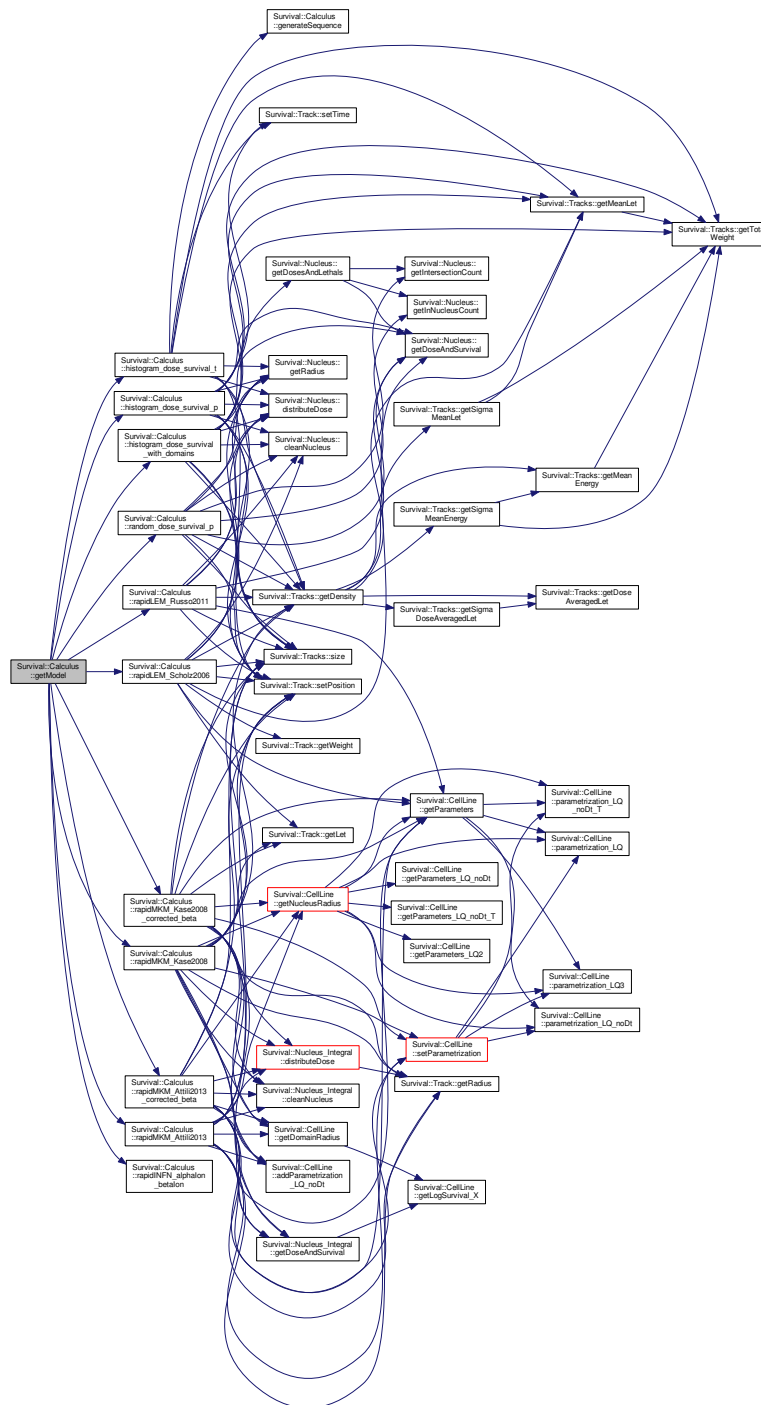 Survival::Calculus
::generateSequence
Survival::Track::setTime
Survival::Tracks::getMeanLet
Survival::Tracks::getTot
Weight
Survival::Nucleus::
getDosesAndLethals
Survival::Nucleus::
getIntersectionCount
Survival::Nucleus::
getInNucleusCount
Survival::Nucleus::
getDoseAndSurvival
Survival::Calculus
::histogram_dose_survival_t
Survival::Nucleus::
getRadius
Survival::Calculus
::histogram_dose_survival_p
Survival::Nucleus::
distributeDose
Survival::Tracks::getSigma
MeanLet
Survival::Calculus
::histogram_dose_survival
_with_domains
Survival::Nucleus::
cleanNucleus
Survival::Tracks::getMean
Energy
Survival::Calculus
::random_dose_survival_p
Survival::Tracks::getSigma
MeanEnergy
Survival::Calculus
::rapidLEM_Russo2011
Survival::Tracks::getDensity
Survival::Tracks::getDose
AveragedLet
Survival::Tracks::getSigma
DoseAveragedLet
Survival::Calculus
::getModel
Survival::Calculus
::rapidLEM_Scholz2006
Survival::Tracks::size
Survival::Track::setPosition
Survival::Track::getWeight
Survival::CellLine
::getParameters
Survival::CellLine
::parametrization_LQ
_noDt_T
Survival::Track::getLet
Survival::CellLine
::parametrization_LQ
Survival::CellLine
::getParameters_LQ_noDt
Survival::Calculus
::rapidMKM_Kase2008
_corrected_beta
Survival::CellLine
::getNucleusRadius
Survival::CellLine
::getParameters_LQ_noDt_T
Survival::CellLine
::getParameters_LQ2
Survival::Calculus
::rapidMKM_Kase2008
Survival::CellLine
::parametrization_LQ3
Survival::CellLine
::parametrization_LQ_noDt
Survival::Nucleus_Integral
::distributeDose
Survival::CellLine
::setParametrization
Survival::Track::getRadius
Survival::Calculus
::rapidMKM_Attili2013
_corrected_beta
Survival::Nucleus_Integral
::cleanNucleus
Survival::Calculus
::rapidMKM_Attili2013
Survival::CellLine
::getDomainRadius
Survival::Calculus
::rapidINFN_alphaIon
_betaIon
Survival::CellLine
::addParametrization
_LQ_noDt
Survival::CellLine
::getLogSurvival_X
Survival::Nucleus_Integral
::getDoseAndSurvival